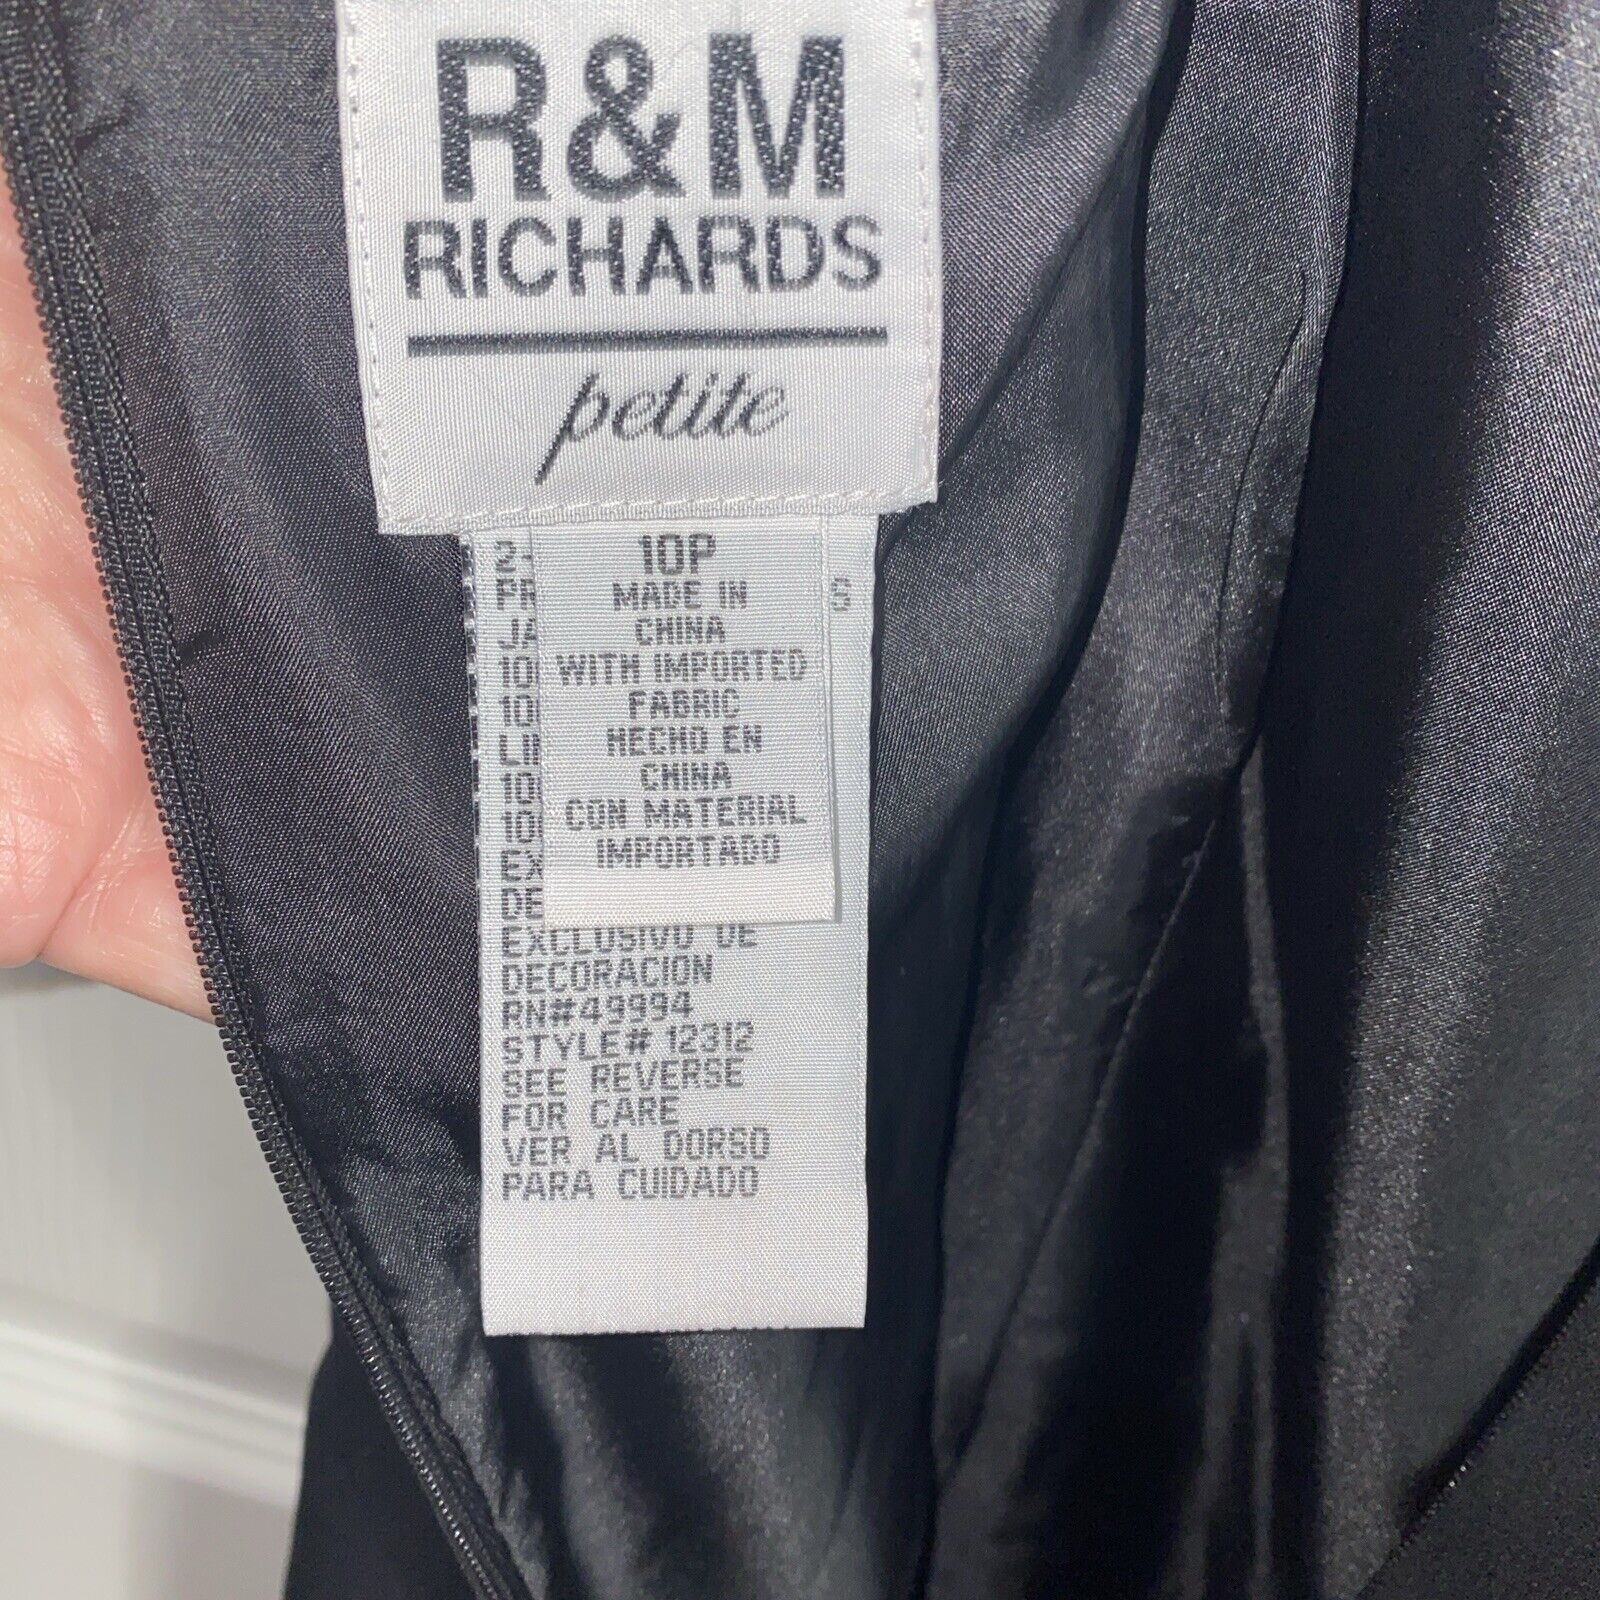 R&M
RICHARDS
petite
10P
MADE IN
CHINA
WITH IMPORTED
FABRIC
HECHO EN
CHINA
CON MATERIAL
IMPORTADO
S
EXCLUSIVO DE
DECORACION
RN#49994
STYLE# 12312
SEE REVERSE
FOR CARE
VER AL DORSO
PARA CUIDADO